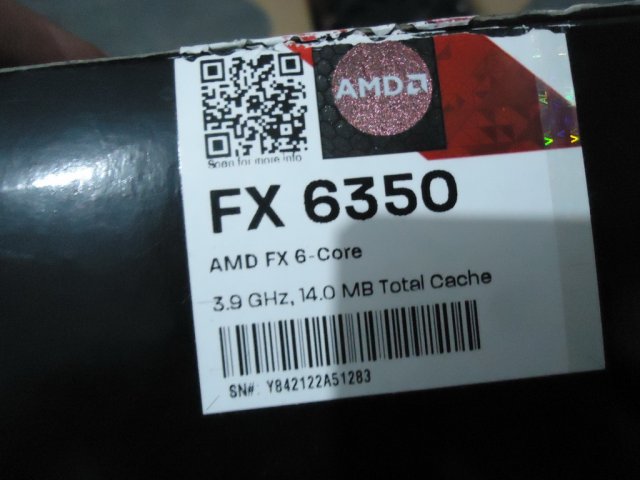 AMD
Scan for more info
FX 6350
AMD FX 6-Core
3.9 GHz, 14.0 MB Total Cache
SN#: Y842122A51283